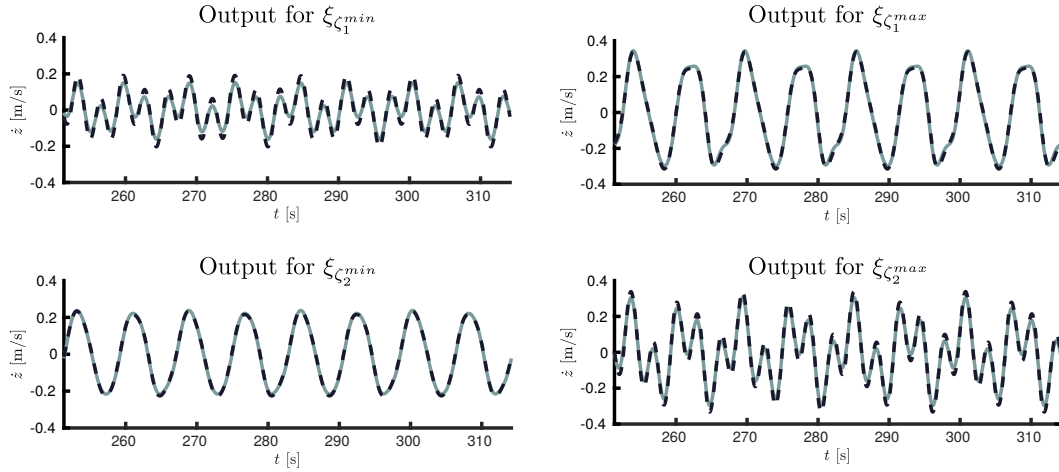 Output for ξ_{ζ_1^{min}}
0.4
0.2
0
-0.2
-0.4
ż [m/s]
260 270 280 290 300 310
t [s]
Output for ξ_{ζ_1^{max}}
0.4
0.2
0
-0.2
-0.4
ż [m/s]
260 270 280 290 300 310
t [s]
Output for ξ_{ζ_2^{min}}
0.4
0.2
0
-0.2
-0.4
ż [m/s]
260 270 280 290 300 310
t [s]
Output for ξ_{ζ_2^{max}}
0.4
0.2
0
-0.2
-0.4
ż [m/s]
260 270 280 290 300 310
t [s]